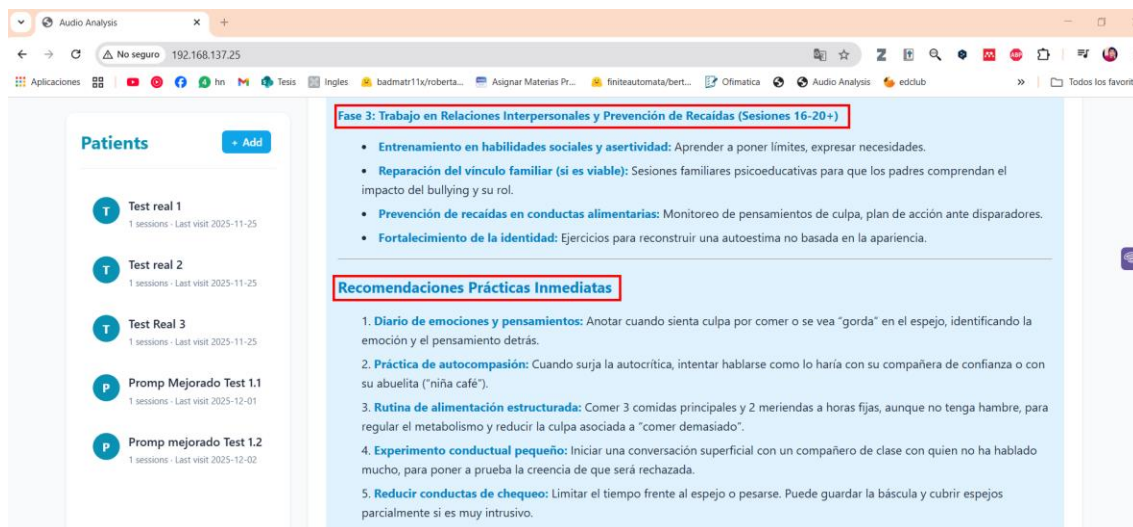 Audio Analysis
No seguro 192.168.137.25
Aplicaciones hn Tesis Ingles badmatr11x/roberta... Asignar Materias Pr... finiteautomata/bert... Ofimatica Audio Analysis edclub » Todos los favorit
Patients
+ Add
T Test real 1
1 sessions · Last visit 2025-11-25
T Test real 2
1 sessions · Last visit 2025-11-25
T Test Real 3
1 sessions · Last visit 2025-11-25
P Promp Mejorado Test 1.1
1 sessions · Last visit 2025-12-01
P Promp mejorado Test 1.2
1 sessions · Last visit 2025-12-02
Fase 3: Trabajo en Relaciones Interpersonales y Prevención de Recaídas (Sesiones 16-20+)
• Entrenamiento en habilidades sociales y asertividad: Aprender a poner límites, expresar necesidades.
• Reparación del vínculo familiar (si es viable): Sesiones familiares psicoeducativas para que los padres comprendan el
impacto del bullying y su rol.
• Prevención de recaídas en conductas alimentarias: Monitoreo de pensamientos de culpa, plan de acción ante disparadores.
• Fortalecimiento de la identidad: Ejercicios para reconstruir una autoestima no basada en la apariencia.
Recomendaciones Prácticas Inmediatas
1. Diario de emociones y pensamientos: Anotar cuando sienta culpa por comer o se vea "gorda" en el espejo, identificando la
emoción y el pensamiento detrás.
2. Práctica de autocompasión: Cuando surja la autocrítica, intentar hablarse como lo haría con su compañera de confianza o con
su abuelita ("niña café").
3. Rutina de alimentación estructurada: Comer 3 comidas principales y 2 meriendas a horas fijas, aunque no tenga hambre, para
regular el metabolismo y reducir la culpa asociada a "comer demasiado".
4. Experimento conductual pequeño: Iniciar una conversación superficial con un compañero de clase con quien no ha hablado
mucho, para poner a prueba la creencia de que será rechazada.
5. Reducir conductas de chequeo: Limitar el tiempo frente al espejo o pesarse. Puede guardar la báscula y cubrir espejos
parcialmente si es muy intrusivo.